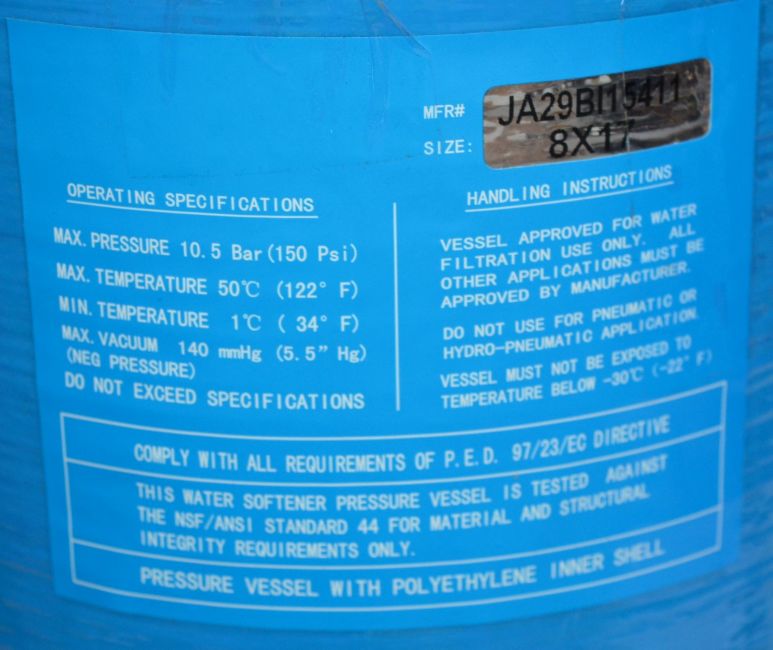 MFR# JA29BI15411
SIZE: 8X17
OPERATING SPECIFICATIONS
MAX. PRESSURE 10.5 Bar (150 Psi)
MAX. TEMPERATURE 50℃ (122° F)
MIN. TEMPERATURE 1℃ ( 34° F)
MAX. VACUUM 140 mmHg (5.5" Hg)
(NEG PRESSURE)
DO NOT EXCEED SPECIFICATIONS
HANDLING INSTRUCTIONS
VESSEL APPROVED FOR WATER
FILTRATION USE ONLY. ALL
OTHER APPLICATIONS MUST BE
APPROVED BY MANUFACTURER.
DO NOT USE FOR PNEUMATIC OR
HYDRO-PNEUMATIC APPLICATION.
VESSEL MUST NOT BE EXPOSED TO
TEMPERATURE BELOW -30℃ (-22° F)
COMPLY WITH ALL REQUIREMENTS OF P.E.D. 97/23/EC DIRECTIVE
THIS WATER SOFTENER PRESSURE VESSEL IS TESTED AGAINST
THE NSF/ANSI STANDARD 44 FOR MATERIAL AND STRUCTURAL
INTEGRITY REQUIREMENTS ONLY.
PRESSURE VESSEL WITH POLYETHYLENE INNER SHELL